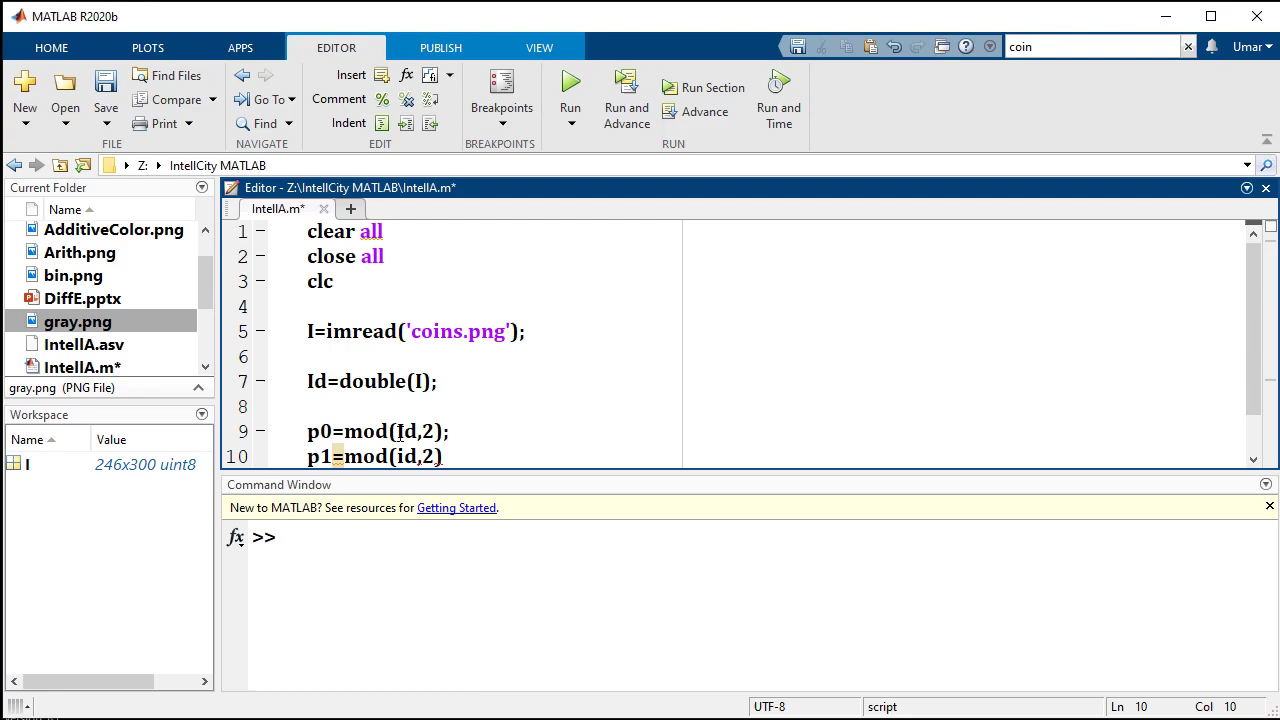 MATLAB R2020b
HOME PLOTS APPS EDITOR PUBLISH VIEW coin Umar
New Open Save Find Files Compare Print Go To Find Insert fx Comment Indent Breakpoints Run Run and Advance Run Section Advance Run and Time
FILE NAVIGATE EDIT BREAKPOINTS RUN
Z: IntellCity MATLAB
Current Folder
Name
AdditiveColor.png
Arith.png
bin.png
DiffE.pptx
gray.png
IntellA.asv
IntellA.m*
gray.png (PNG File)
Workspace
Name Value
I 246x300 uint8
Editor - Z:\IntellCity MATLAB\IntellA.m*
IntellA.m*
1 clear all
2 close all
3 clc
4
5 I=imread('coins.png');
6
7 Id=double(I);
8
9 p0=mod(Id,2);
10 p1=mod(id,2)
Command Window
New to MATLAB? See resources for Getting Started.
fx >>
UTF-8 script Ln 10 Col 10